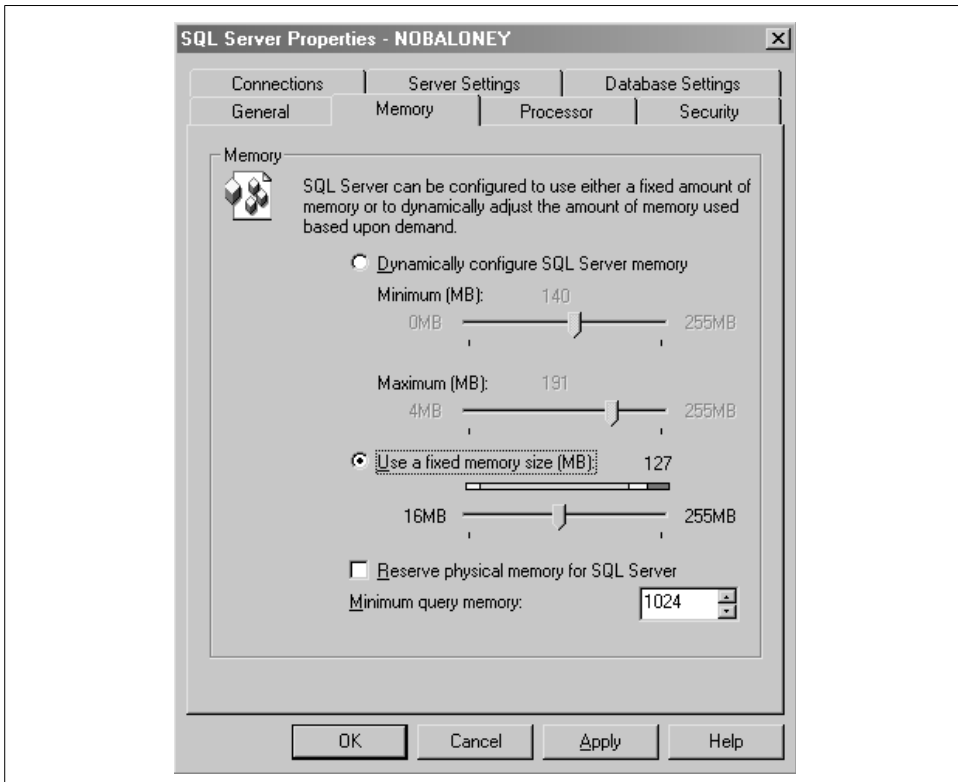 SQL Server Properties - NOBALONEY
Connections Server Settings Database Settings
General Memory Processor Security
Memory
SQL Server can be configured to use either a fixed amount of
memory or to dynamically adjust the amount of memory used
based upon demand.
Dynamically configure SQL Server memory
Minimum (MB): 140
0MB 255MB
Maximum (MB): 191
4MB 255MB
Use a fixed memory size (MB): 127
16MB 255MB
Reserve physical memory for SQL Server
Minimum query memory: 1024
OK Cancel Apply Help